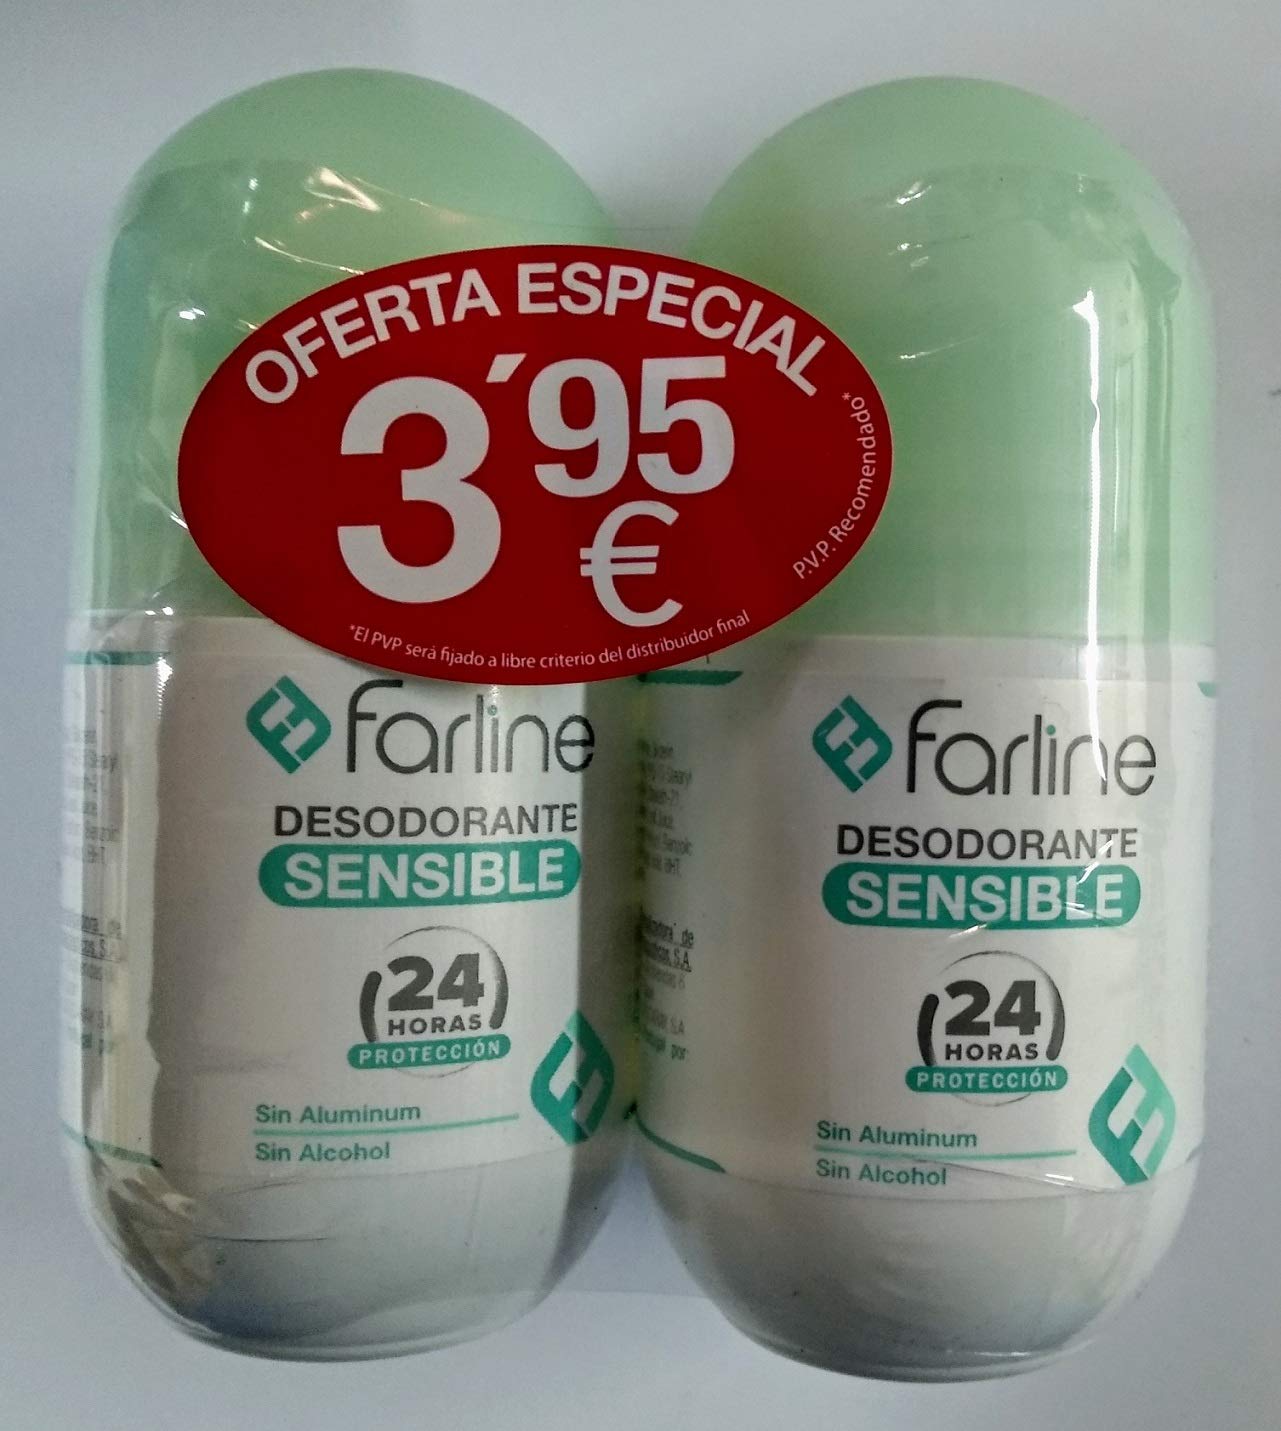 OFERTA ESPECIAL
3´95
€
P.V.P. Recomendado*
*El PVP será fijado a libre criterio del distribuidor final
farline
DESODORANTE
SENSIBLE
24
HORAS
PROTECCIÓN
Sin Aluminum
Sin Alcohol
farline
DESODORANTE
SENSIBLE
24
HORAS
PROTECCIÓN
Sin Aluminum
Sin Alcohol